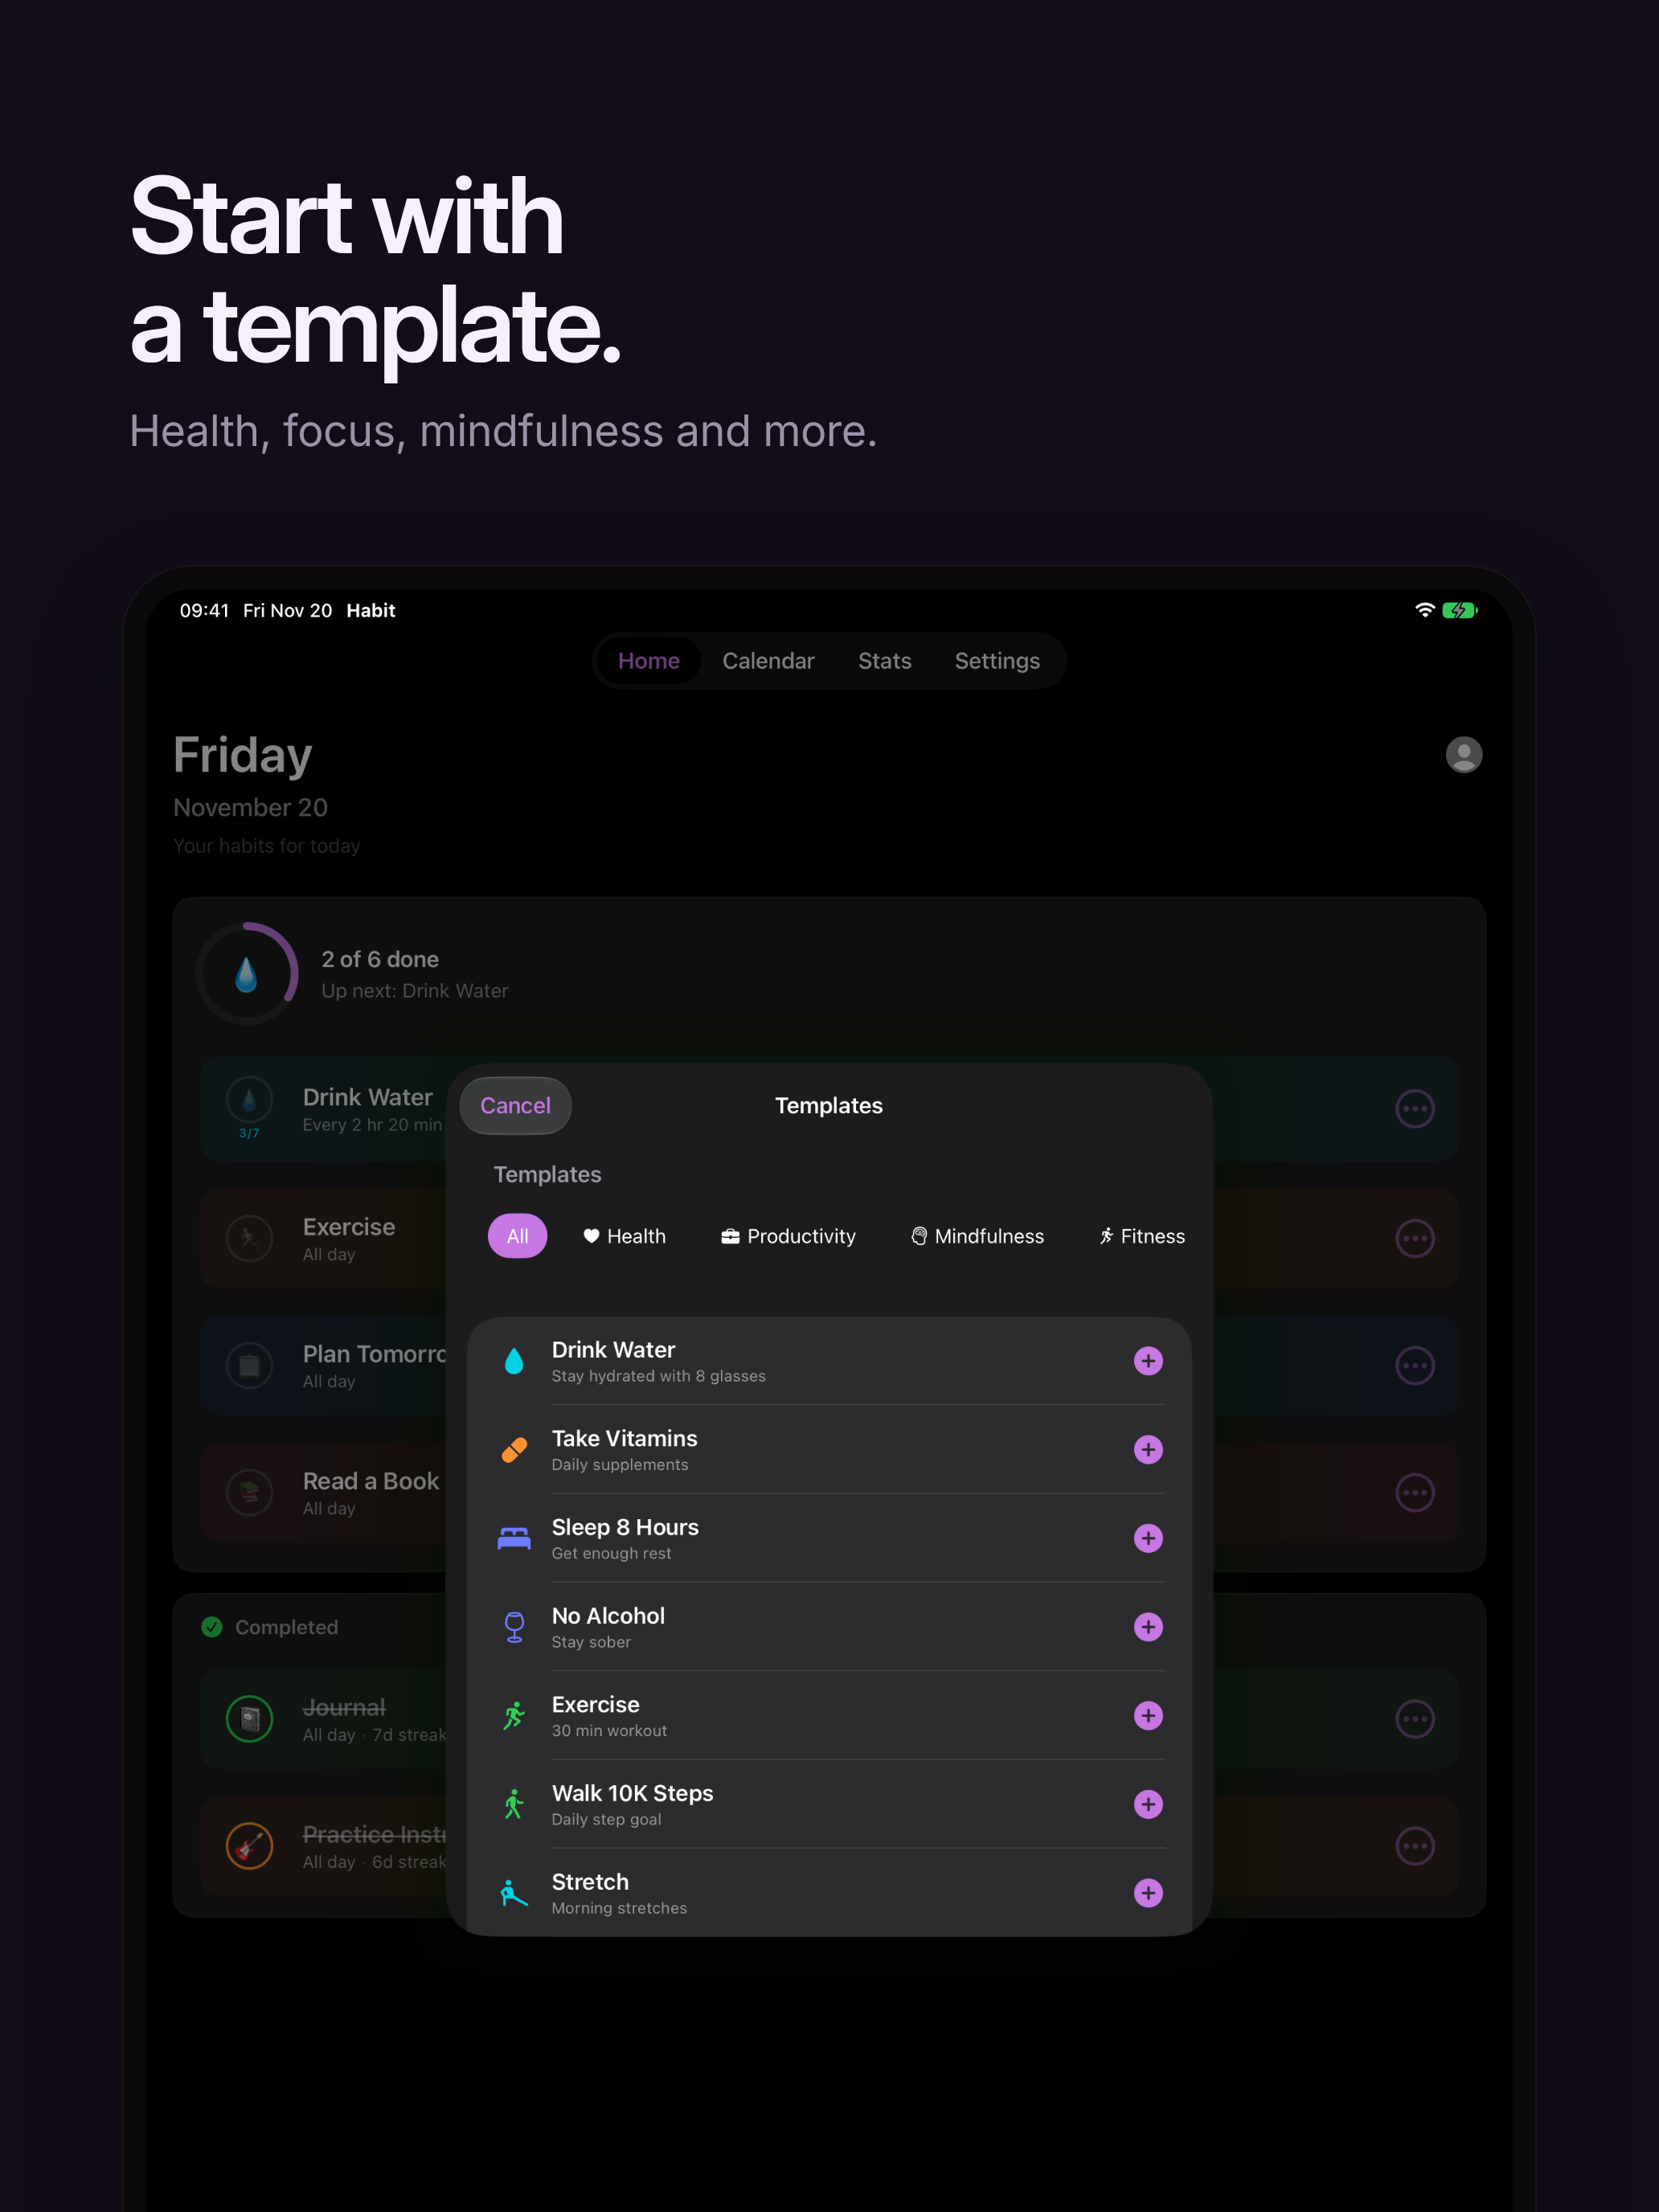 Start with
a template.
Health, focus, mindfulness and more.
09:41 Fri Nov 20 Habit
Home Calendar Stats Settings
Friday
November 20
Your habits for today
2 of 6 done
Up next: Drink Water
Drink Water
Every 2 hr 20 min
3/7
Exercise
All day
Plan Tomorro
All day
Read a Book
All day
Completed
Journal
All day · 7d streak
Practice Instr
All day · 6d streak
Cancel
Templates
Templates
All
Health
Productivity
Mindfulness
Fitness
Drink Water
Stay hydrated with 8 glasses
Take Vitamins
Daily supplements
Sleep 8 Hours
Get enough rest
No Alcohol
Stay sober
Exercise
30 min workout
Walk 10K Steps
Daily step goal
Stretch
Morning stretches